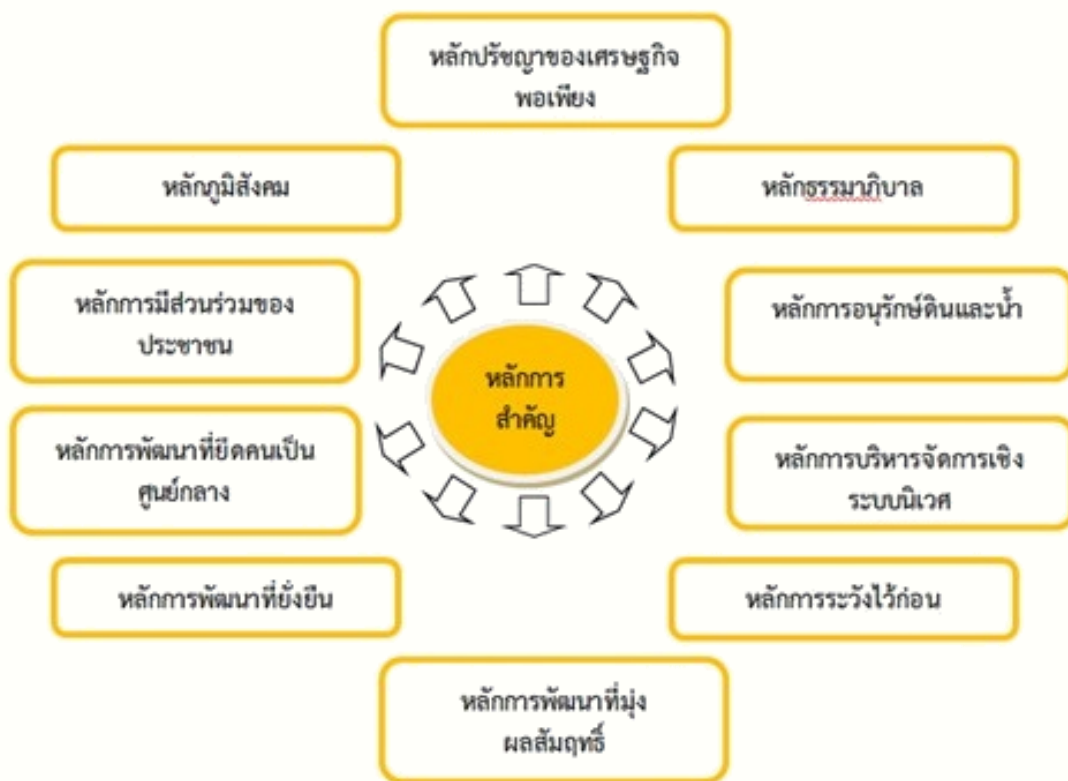 หลักปรัชญาของเศรษฐกิจ
พอเพียง
หลักภูมิสังคม
หลักธรรมาภิบาล
หลักการมีส่วนร่วมของ
ประชาชน
หลักการอนุรักษ์ดินและน้ำ
หลักการ
สำคัญ
หลักการพัฒนาที่ยึดคนเป็น
ศูนย์กลาง
หลักการบริหารจัดการเชิง
ระบบนิเวศ
หลักการพัฒนาที่ยั่งยืน
หลักการระวังไว้ก่อน
หลักการพัฒนาที่มุ่ง
ผลสัมฤทธิ์